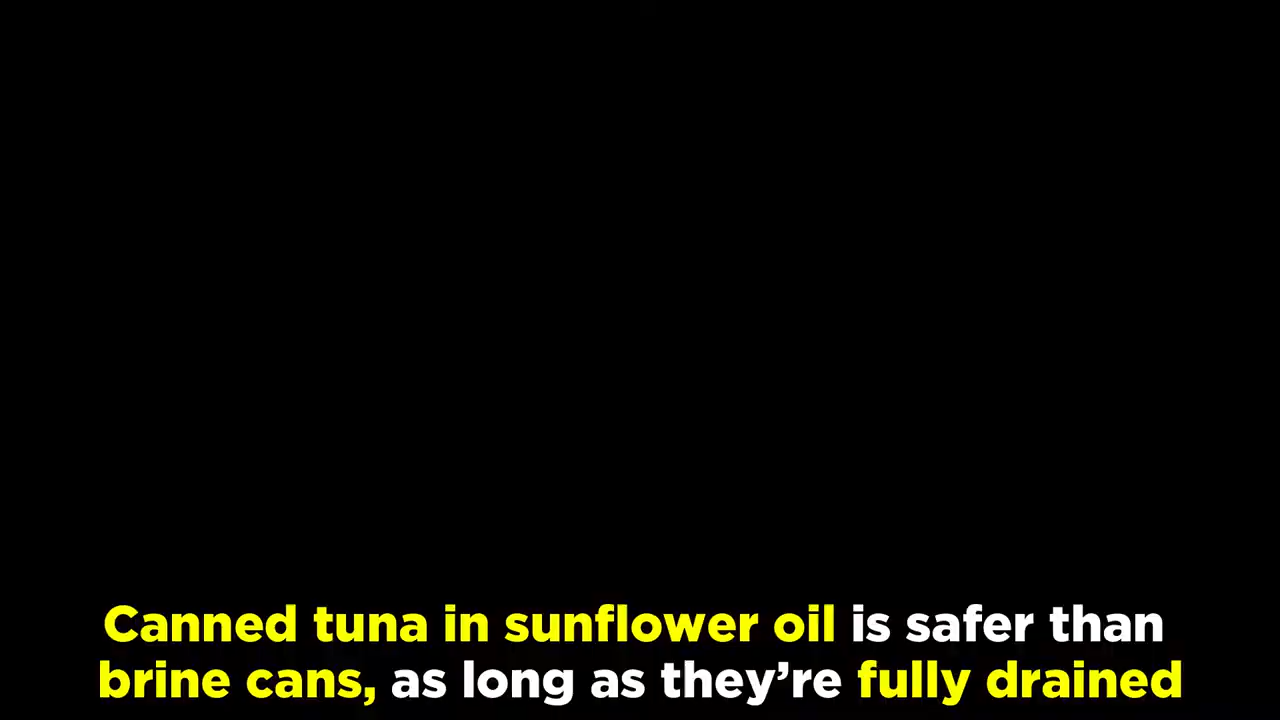 Canned tuna in sunflower oil is safer than
brine cans, as long as they’re fully drained